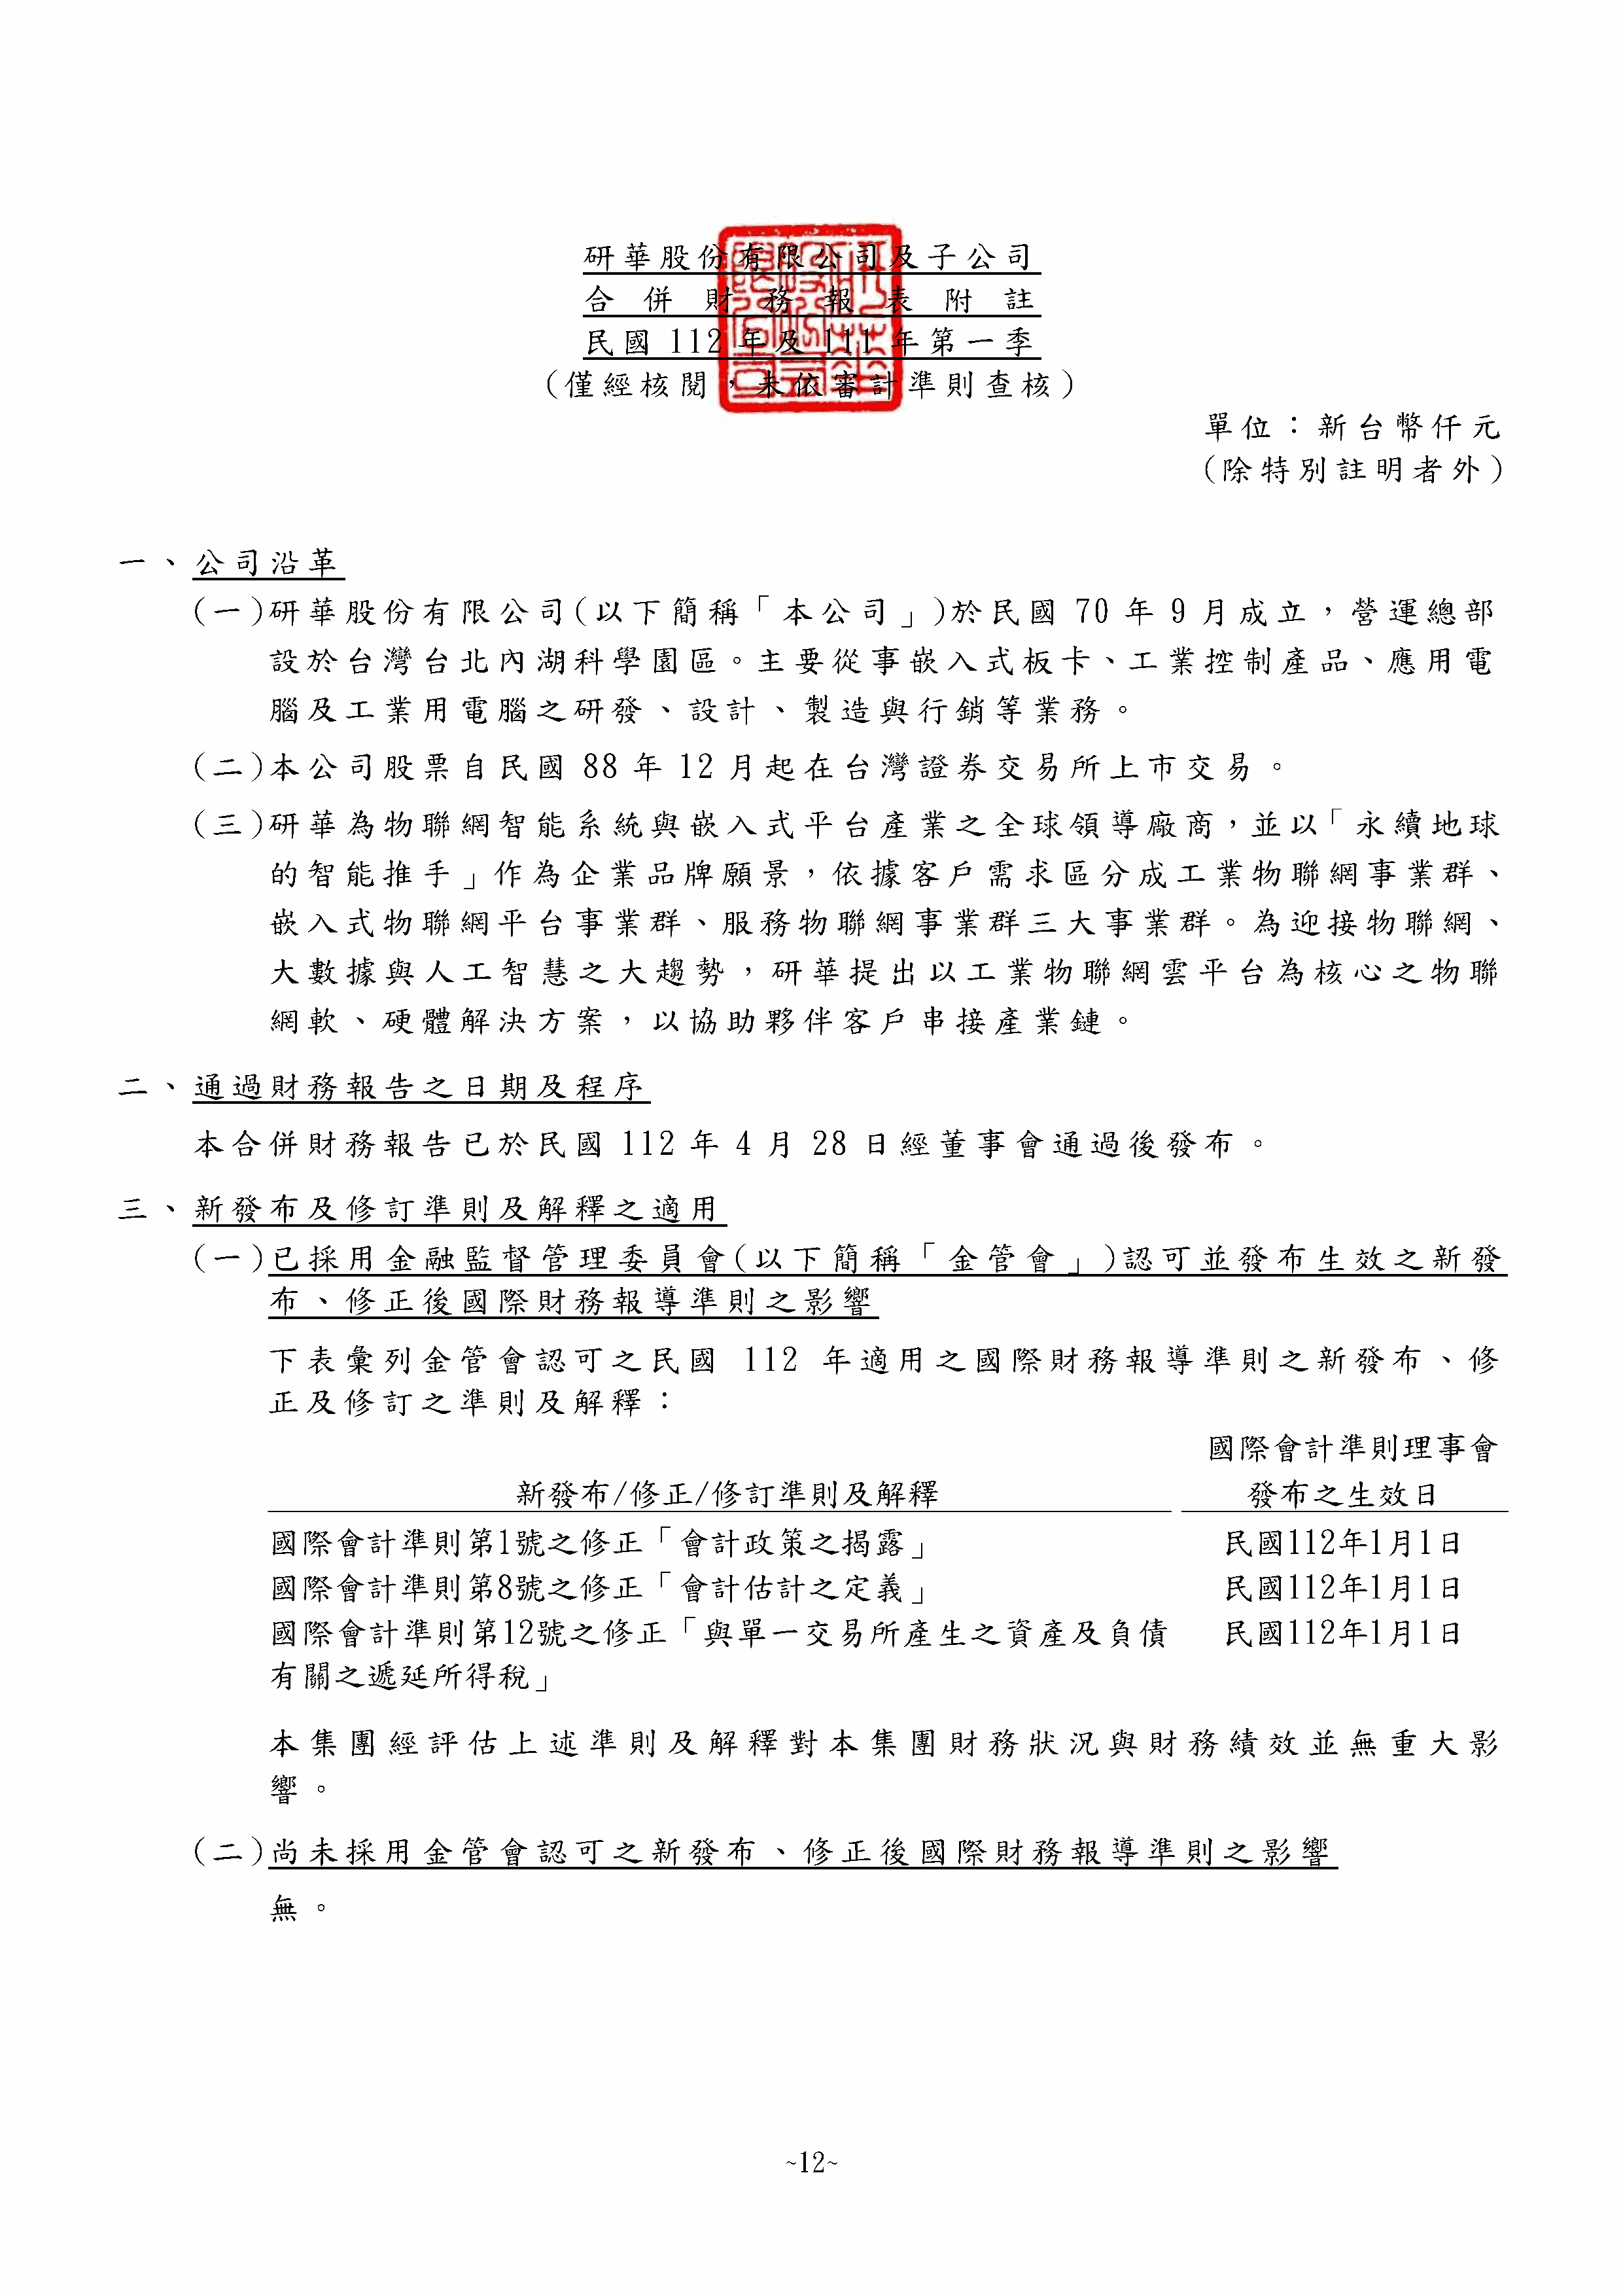 研華股份有限公司及子公司
合併財務報表附註
民國 112 年及 111 年第一季
(僅經核閱，未依審計準則查核)
單位：新台幣仟元
(除特別註明者外)
一、公司沿革
(一)研華股份有限公司(以下簡稱「本公司」)於民國 70 年 9 月成立，營運總部
設於台灣台北內湖科學園區。主要從事嵌入式板卡、工業控制產品、應用電
腦及工業用電腦之研發、設計、製造與行銷等業務。
(二)本公司股票自民國 88 年 12 月起在台灣證券交易所上市交易。
(三)研華為物聯網智能系統與嵌入式平台產業之全球領導廠商，並以「永續地球
的智能推手」作為企業品牌願景，依據客戶需求區分成工業物聯網事業群、
嵌入式物聯網平台事業群、服務物聯網事業群三大事業群。為迎接物聯網、
大數據與人工智慧之大趨勢，研華提出以工業物聯網雲平台為核心之物聯
網軟、硬體解決方案，以協助夥伴客戶串接產業鏈。
二、通過財務報告之日期及程序
本合併財務報告已於民國 112 年 4 月 28 日經董事會通過後發布。
三、新發布及修訂準則及解釋之適用
(一)已採用金融監督管理委員會(以下簡稱「金管會」)認可並發布生效之新發
布、修正後國際財務報導準則之影響
下表彙列金管會認可之民國 112 年適用之國際財務報導準則之新發布、修
正及修訂之準則及解釋：
國際會計準則理事會
新發布/修正/修訂準則及解釋 發布之生效日
國際會計準則第1號之修正「會計政策之揭露」 民國112年1月1日
國際會計準則第8號之修正「會計估計之定義」 民國112年1月1日
國際會計準則第12號之修正「與單一交易所產生之資產及負債 民國112年1月1日
有關之遞延所得稅」
本集團經評估上述準則及解釋對本集團財務狀況與財務績效並無重大影
響。
(二)尚未採用金管會認可之新發布、修正後國際財務報導準則之影響
無。
~12~